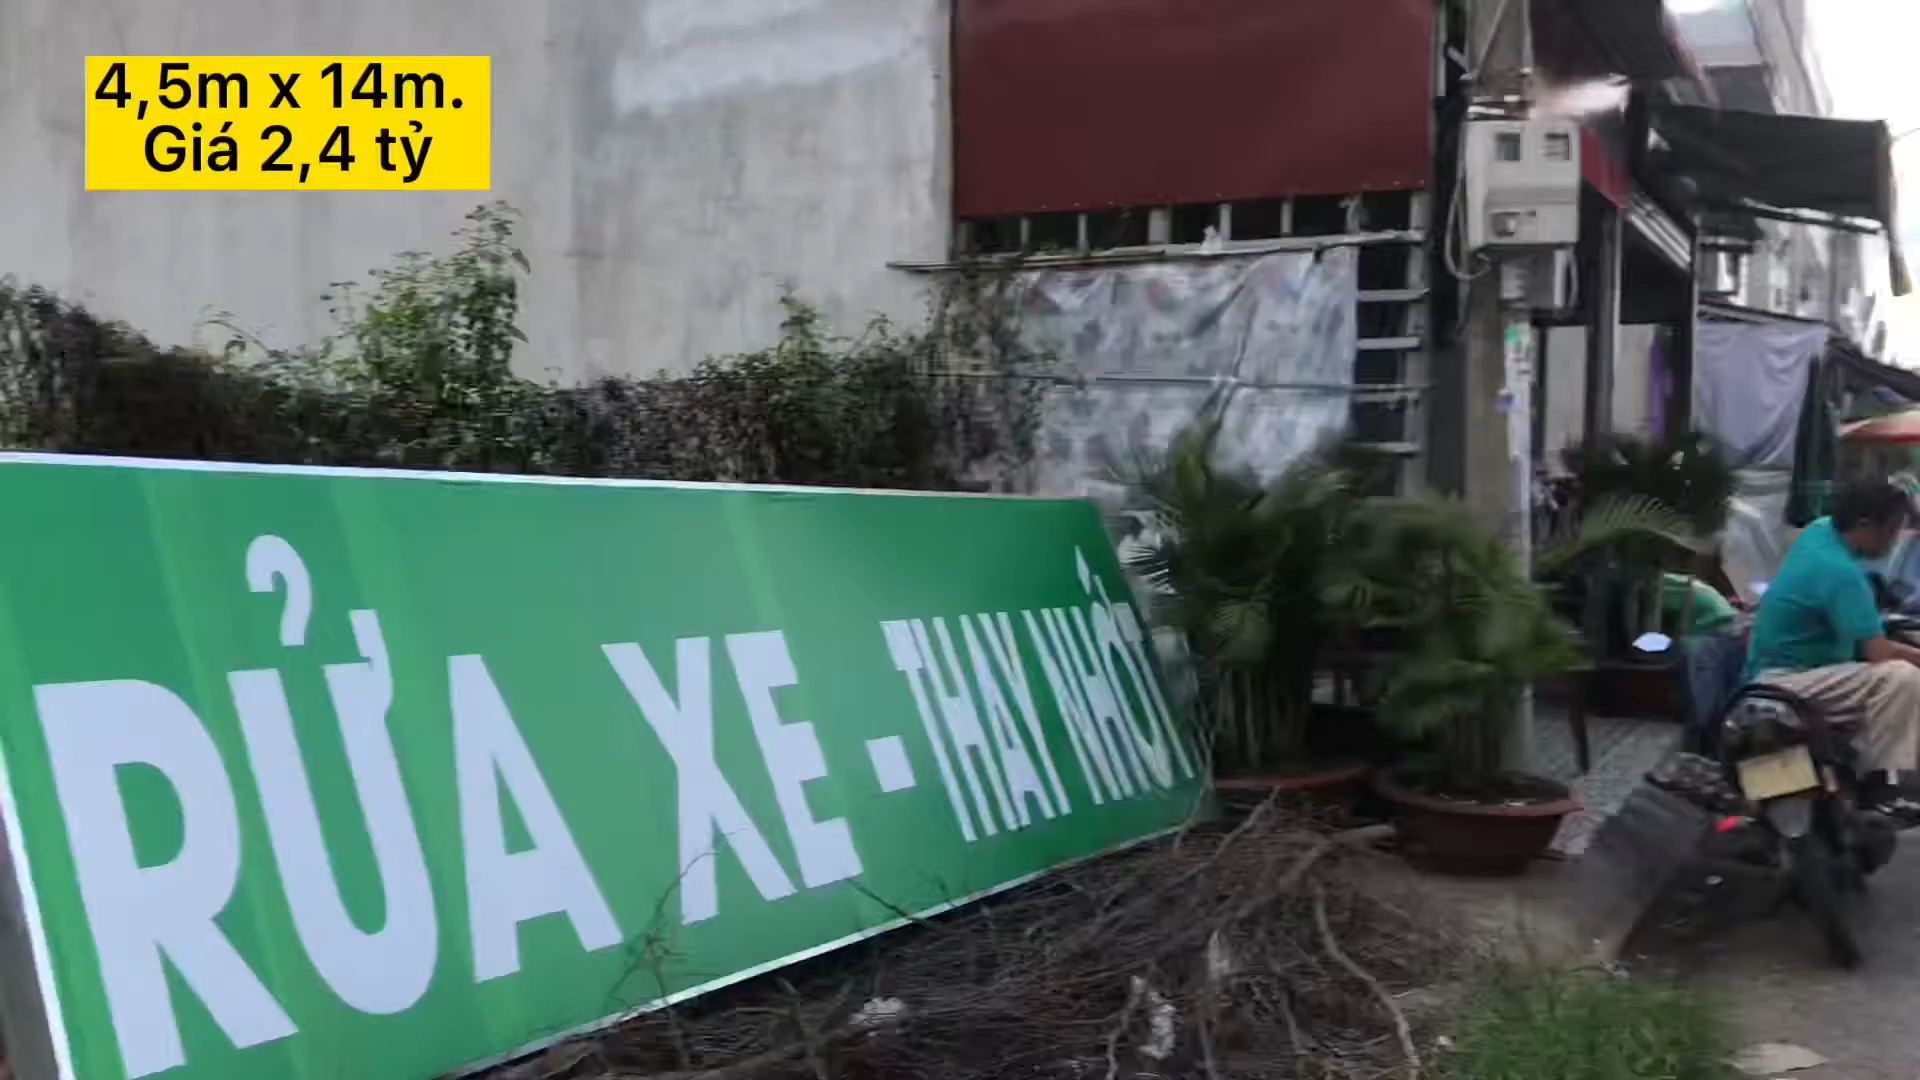 4,5m x 14m.
Giá 2,4 tỷ
RỬA XE - THAY NHỚT